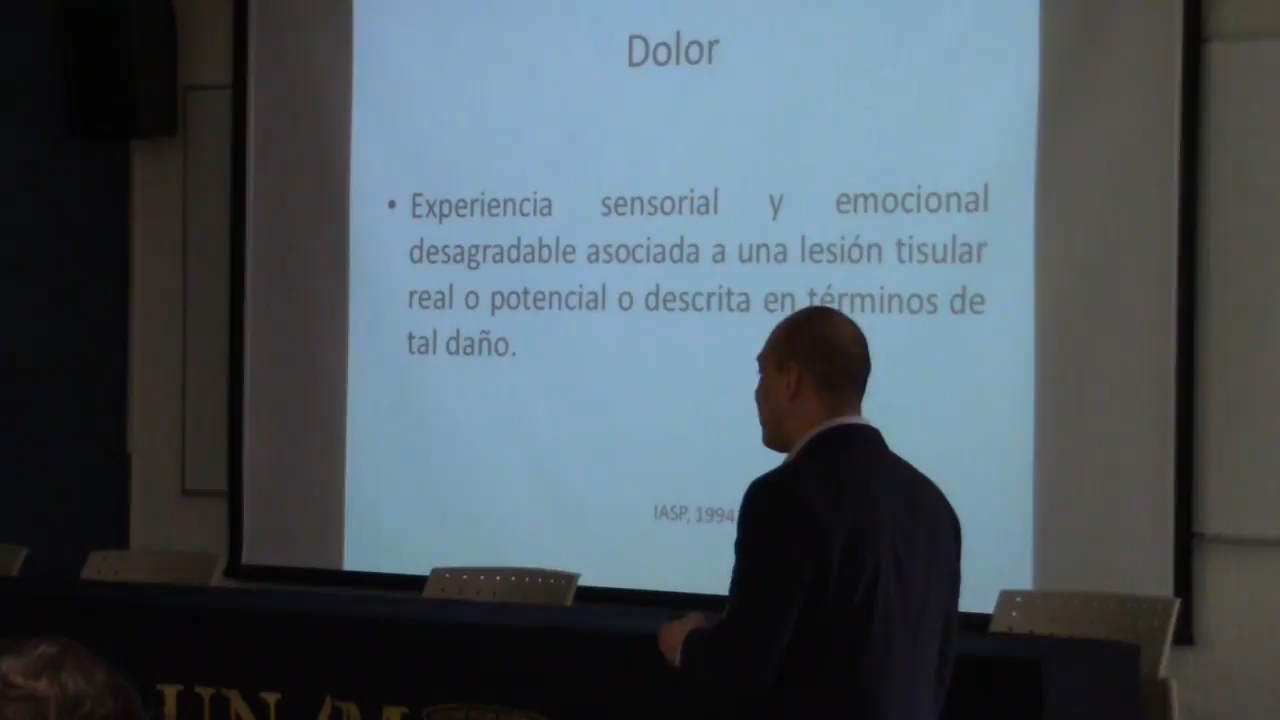 Dolor
• Experiencia sensorial y emocional
desagradable asociada a una lesión tisular
real o potencial o descrita en términos de
tal daño.
IASP, 1994